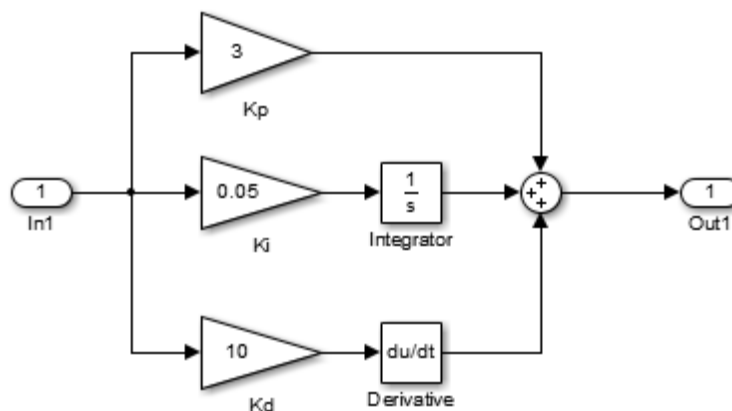 3
Kp
1
In1
0.05
Ki
1
s
Integrator
+
+
+
1
Out1
10
Kd
du/dt
Derivative